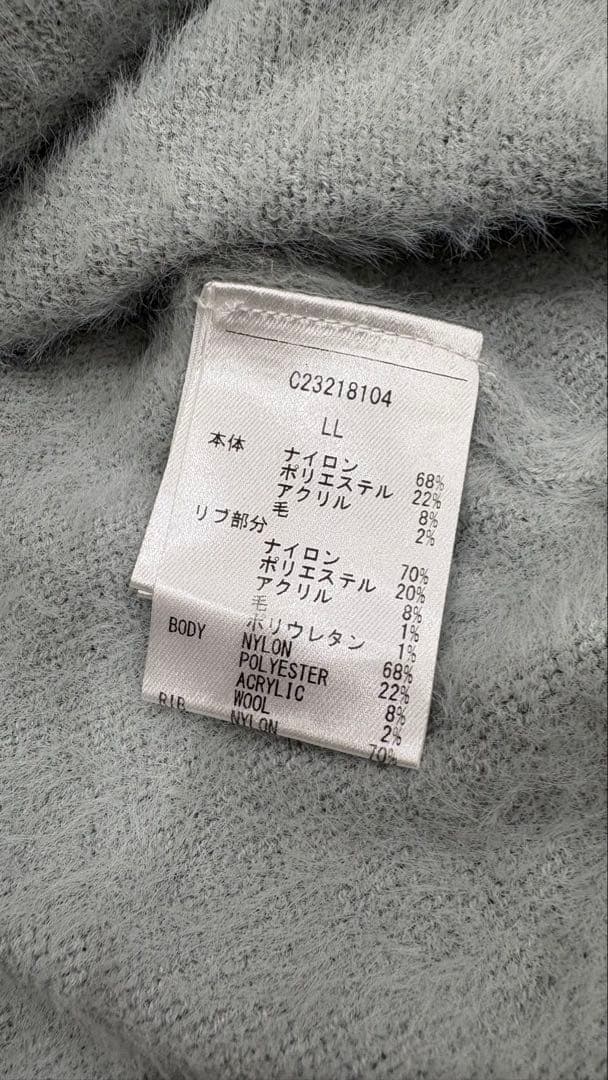 C23218104
LL
本体 ナイロン 68%
ポリエステル 22%
アクリル 8%
毛 2%
リブ部分
ナイロン 70%
ポリエステル 20%
アクリル 8%
毛 1%
ポリウレタン 1%
BODY NYLON 68%
POLYESTER 22%
ACRYLIC 8%
WOOL 2%
RIB NYLON 70%